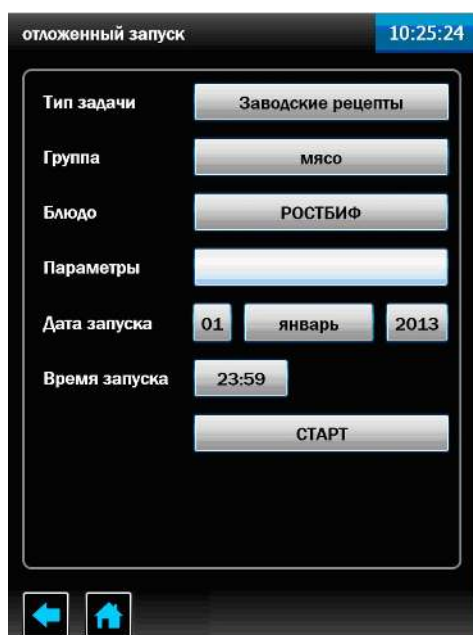 отложенный запуск 10:25:24
Тип задачи Заводские рецепты
Группа мясо
Блюдо РОСТБИФ
Параметры
Дата запуска 01 январь 2013
Время запуска 23:59
СТАРТ